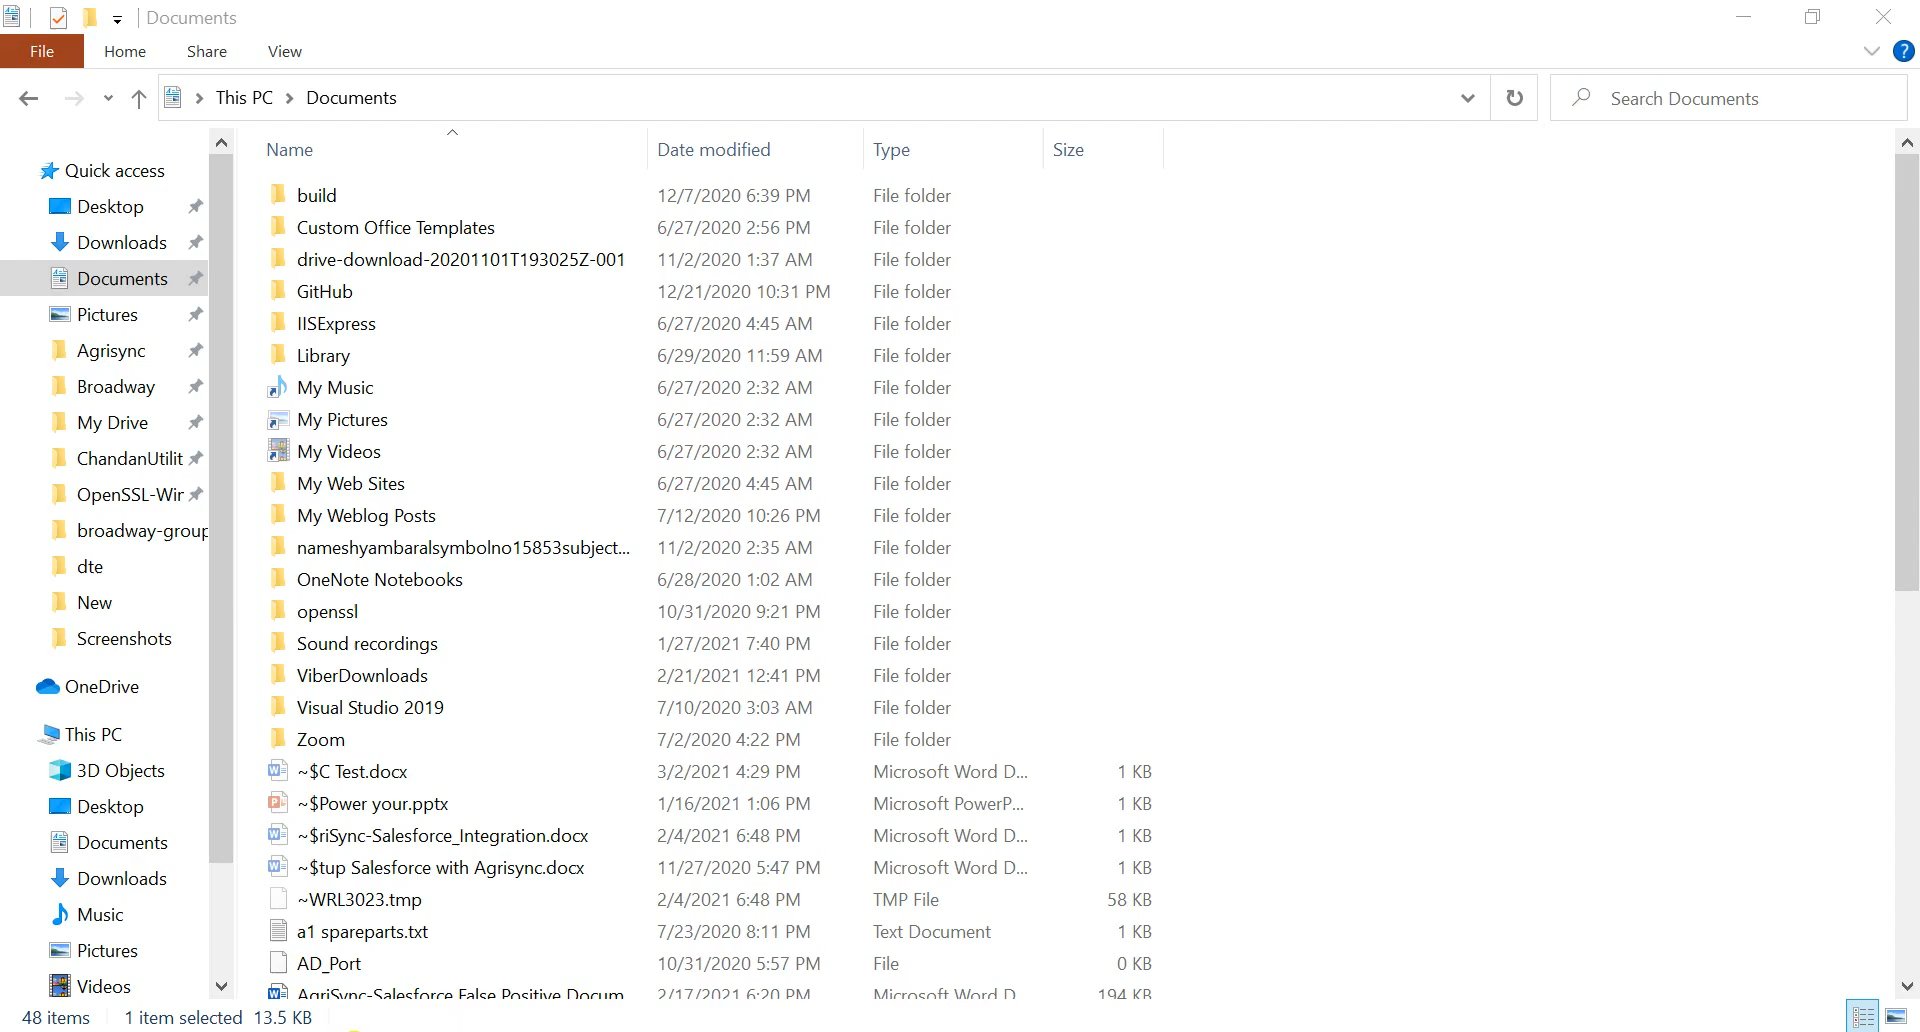 Documents
File Home Share View
This PC Documents
Search Documents
Name Date modified Type Size
Quick access
Desktop
Downloads
Documents
Pictures
Agrisync
Broadway
My Drive
ChandanUtilit
OpenSSL-Wir
broadway-group
dte
New
Screenshots
OneDrive
This PC
3D Objects
Desktop
Documents
Downloads
Music
Pictures
Videos
build 12/7/2020 6:39 PM File folder
Custom Office Templates 6/27/2020 2:56 PM File folder
drive-download-20201101T193025Z-001 11/2/2020 1:37 AM File folder
GitHub 12/21/2020 10:31 PM File folder
IISExpress 6/27/2020 4:45 AM File folder
Library 6/29/2020 11:59 AM File folder
My Music 6/27/2020 2:32 AM File folder
My Pictures 6/27/2020 2:32 AM File folder
My Videos 6/27/2020 2:32 AM File folder
My Web Sites 6/27/2020 4:45 AM File folder
My Weblog Posts 7/12/2020 10:26 PM File folder
nameshyambaralsymbolno15853subject... 11/2/2020 2:35 AM File folder
OneNote Notebooks 6/28/2020 1:02 AM File folder
openssl 10/31/2020 9:21 PM File folder
Sound recordings 1/27/2021 7:40 PM File folder
ViberDownloads 2/21/2021 12:41 PM File folder
Visual Studio 2019 7/10/2020 3:03 AM File folder
Zoom 7/2/2020 4:22 PM File folder
~$C Test.docx 3/2/2021 4:29 PM Microsoft Word D... 1 KB
~$Power your.pptx 1/16/2021 1:06 PM Microsoft PowerP... 1 KB
~$riSync-Salesforce_Integration.docx 2/4/2021 6:48 PM Microsoft Word D... 1 KB
~$tup Salesforce with Agrisync.docx 11/27/2020 5:47 PM Microsoft Word D... 1 KB
~WRL3023.tmp 2/4/2021 6:48 PM TMP File 58 KB
a1 spareparts.txt 7/23/2020 8:11 PM Text Document 1 KB
AD_Port 10/31/2020 5:57 PM File 0 KB
AgriSync-Salesforce False Positive Docum... 2/17/2021 6:20 PM Microsoft Word D... 194 KB
48 items 1 item selected 13.5 KB